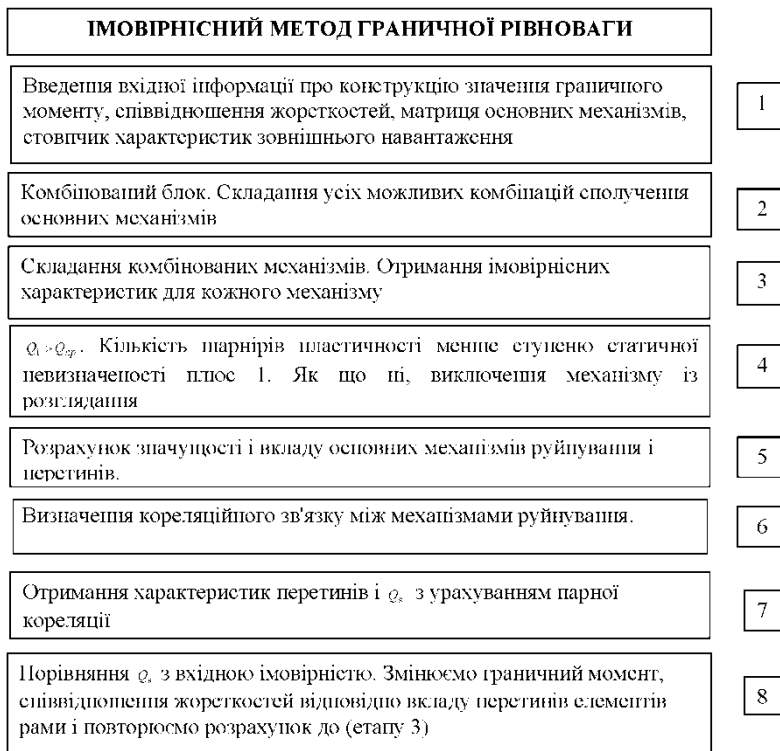 ІМОВІРНІСНИЙ МЕТОД ГРАНИЧНОЇ РІВНОВАГИ
Введення вхідної інформації про конструкцію значення граничного
моменту, співвідношення жорсткостей, матриця основних механізмів,
стовпчик характеристик зовнішнього навантаження
1
Комбінований блок. Складання усіх можливих комбінацій сполучення
основних механізмів
2
Складання комбінованих механізмів. Отримання імовірнісних
характеристик для кожного механізму
3
Q_i > Q_ср. Кількість шарнірів пластичності менше ступеню статичної
невизначеності плюс 1. Як що ні, виключення механізму із
розглядання
4
Розрахунок значущості і вкладу основних механізмів руйнування і
перетинів.
5
Визначення кореляційного зв'язку між механізмами руйнування.
6
Отримання характеристик перетинів і Q_s з урахуванням парної
кореляції
7
Порівняння Q_s з вхідною імовірністю. Змінюємо граничний момент,
співвідношення жорсткостей відповідно вкладу перетинів елементів
рами і повторюємо розрахунок до (етапу 3)
8